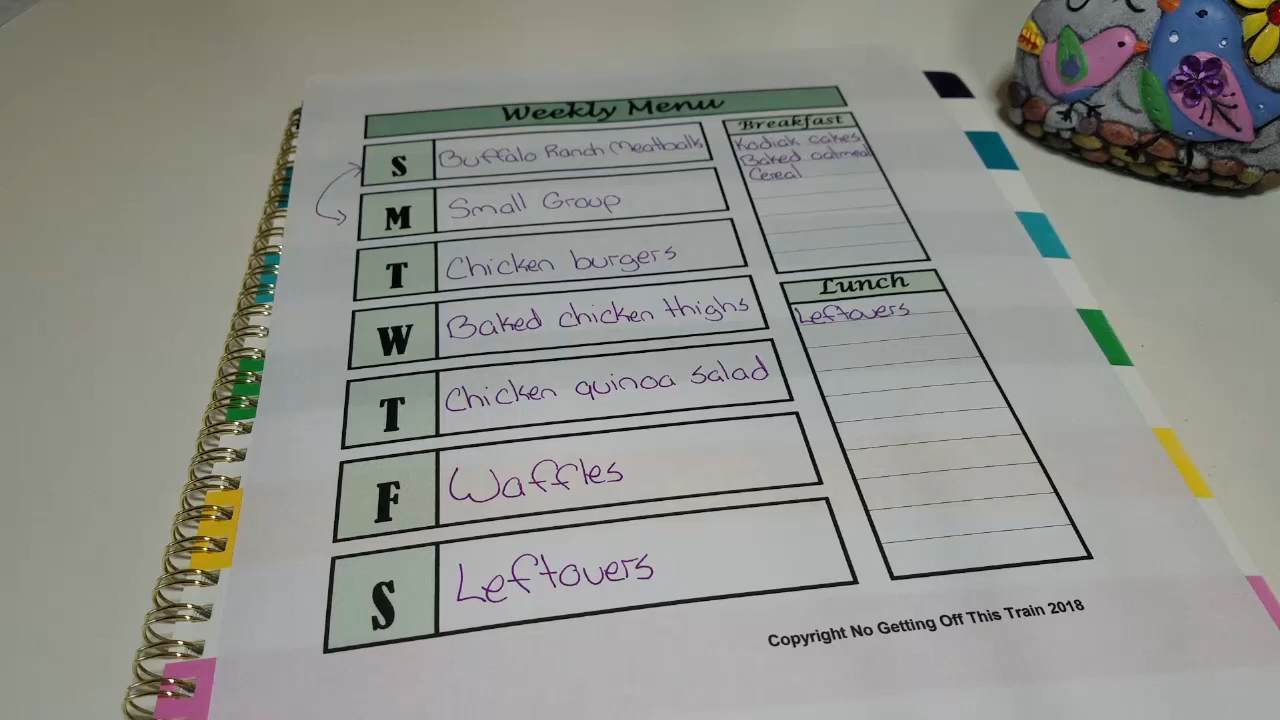 Weekly Menu
S Buffalo Ranch Meatballs
M Small Group
T Chicken burgers
W Baked chicken thighs
T Chicken quinoa salad
F Waffles
S Leftovers
Breakfast
Kodiak cakes
Baked oatmeal
Cereal
Lunch
Leftovers
Copyright No Getting Off This Train 2018